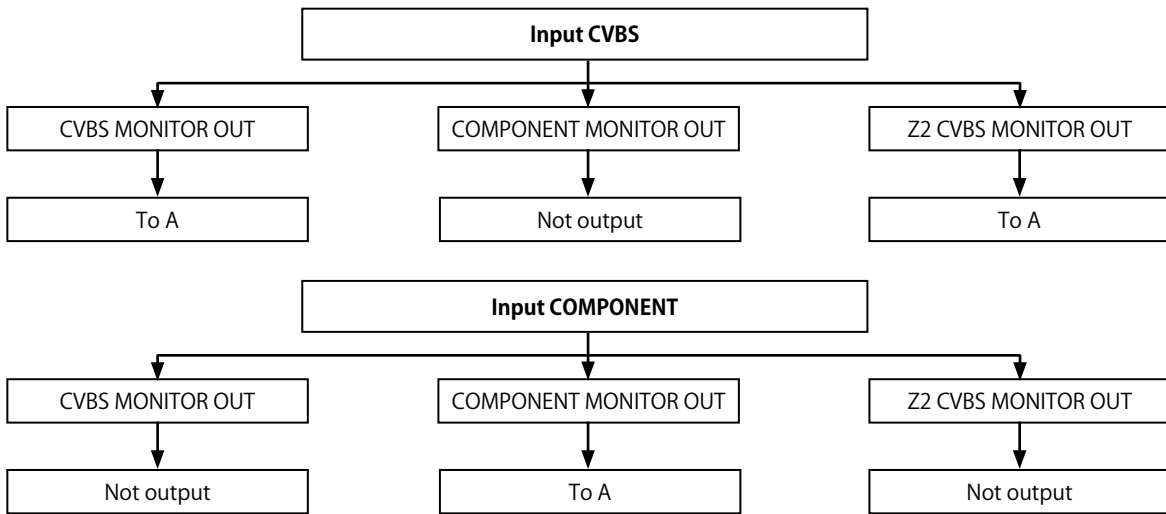 Input CVBS
CVBS MONITOR OUT
COMPONENT MONITOR OUT
Z2 CVBS MONITOR OUT
To A
Not output
To A
Input COMPONENT
CVBS MONITOR OUT
COMPONENT MONITOR OUT
Z2 CVBS MONITOR OUT
Not output
To A
Not output